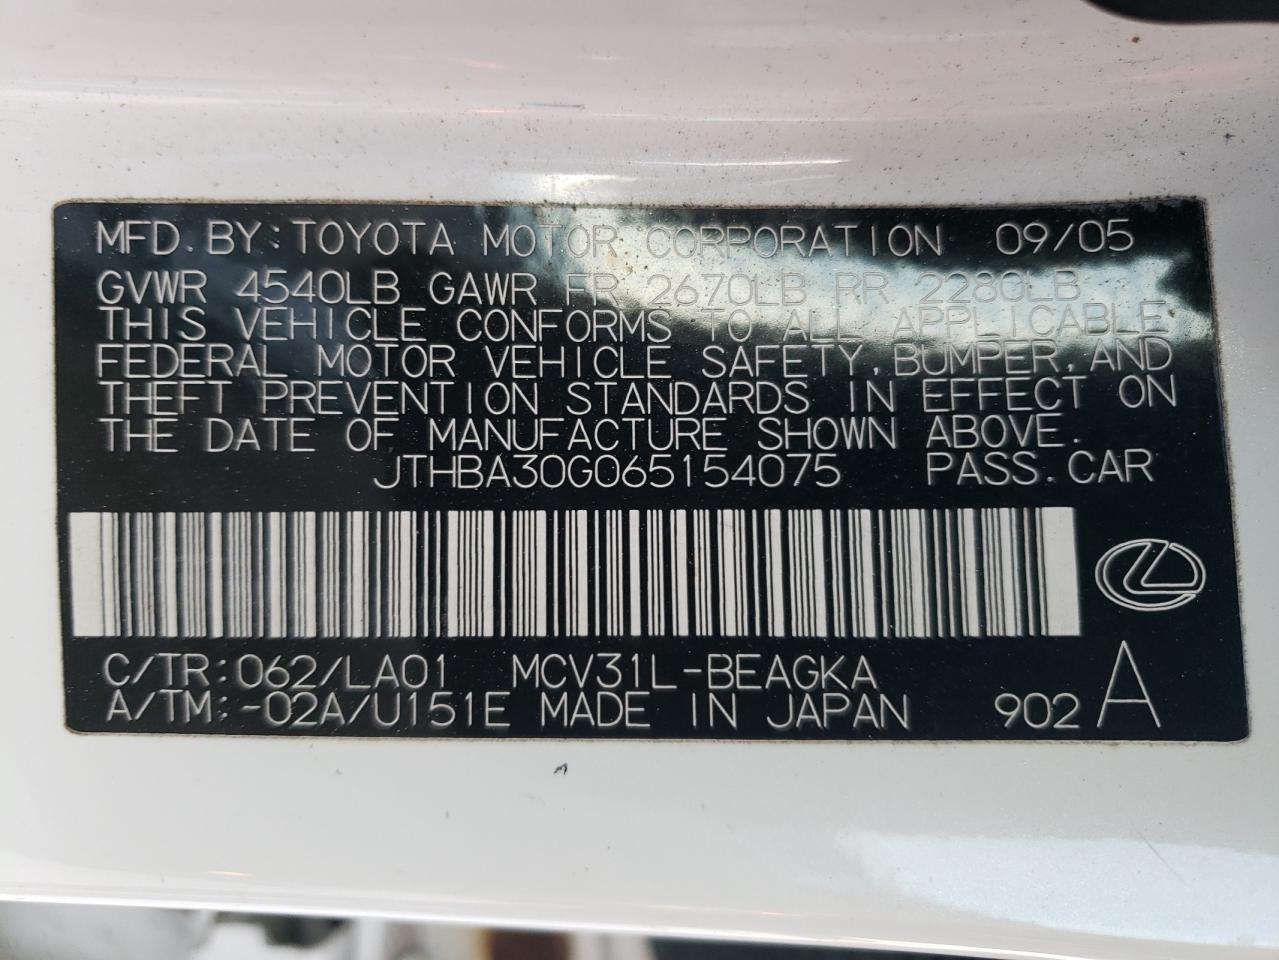 MFD. BY: TOYOTA MOTOR CORPORATION 09/05
GVWR 4540LB GAWR FR 2670LB RR 2280LB
THIS VEHICLE CONFORMS TO ALL APPLICABLE
FEDERAL MOTOR VEHICLE SAFETY, BUMPER, AND
THEFT PREVENTION STANDARDS IN EFFECT ON
THE DATE OF MANUFACTURE SHOWN ABOVE.
JTHBA30G065154075 PASS. CAR
C/TR: 062/LA01 MCV31L-BEAGKA
A/TM: -02A/U151E MADE IN JAPAN 902 A